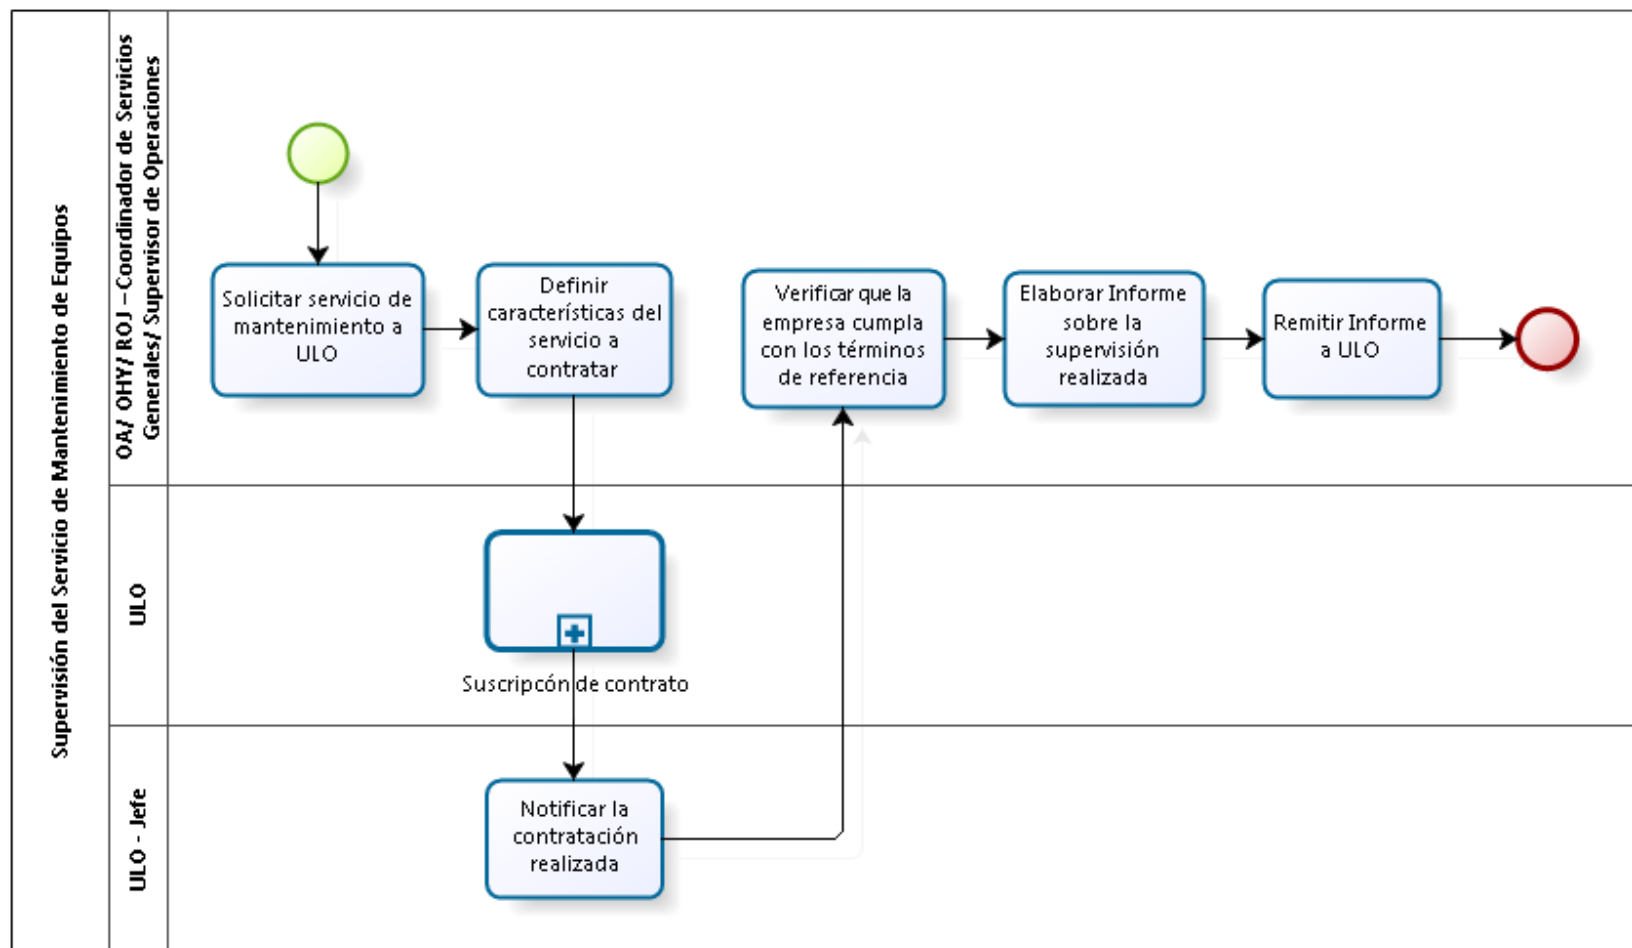 Supervisión del Servicio de Mantenimiento de Equipos
OA/ OHY/ ROJ – Coordinador de Servicios
Generales/ Supervisor de Operaciones
Solicitar servicio de
mantenimiento a
ULO
Definir
características del
servicio a
contratar
Verificar que la
empresa cumpla
con los términos
de referencia
Elaborar Informe
sobre la
supervisión
realizada
Remitir Informe
a ULO
ULO
Suscripcón de contrato
ULO - Jefe
Notificar la
contratación
realizada